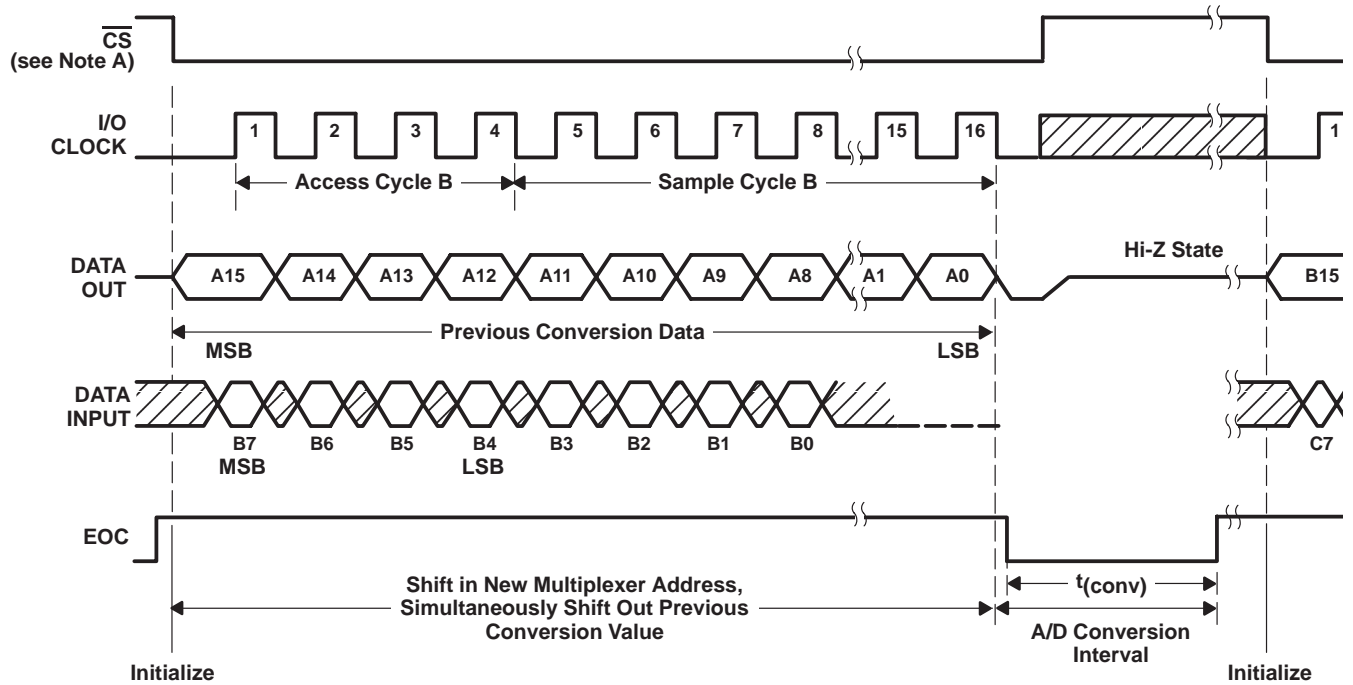 CS
(see Note A)
I/O
CLOCK
1 2 3 4 5 6 7 8 15 16 1
Access Cycle B Sample Cycle B
Hi-Z State
DATA
OUT
A15 A14 A13 A12 A11 A10 A9 A8 A1 A0 B15
Previous Conversion Data
MSB LSB
DATA
INPUT
B7 B6 B5 B4 B3 B2 B1 B0 C7
MSB LSB
EOC
Shift in New Multiplexer Address,
Simultaneously Shift Out Previous
Conversion Value
t(conv)
A/D Conversion
Interval
Initialize Initialize